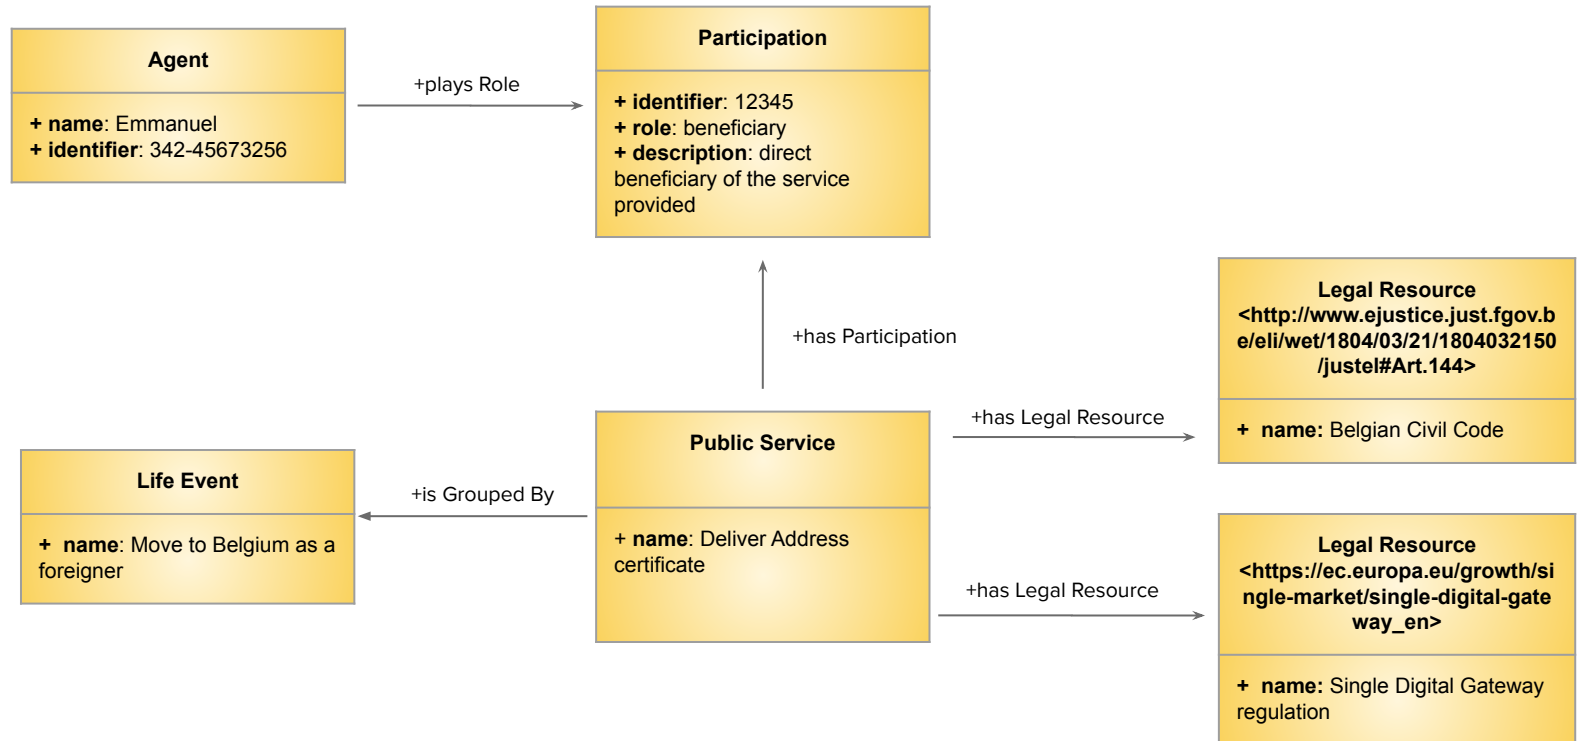 Agent
+ name: Emmanuel
+ identifier: 342-45673256
+plays Role
Participation
+ identifier: 12345
+ role: beneficiary
+ description: direct
beneficiary of the service
provided
+has Participation
Legal Resource
<http://www.ejustice.just.fgov.b
e/eli/wet/1804/03/21/1804032150
/justel#Art.144>
+ name: Belgian Civil Code
+has Legal Resource
Public Service
+ name: Deliver Address
certificate
+is Grouped By
Life Event
+ name: Move to Belgium as a
foreigner
+has Legal Resource
Legal Resource
<https://ec.europa.eu/growth/si
ngle-market/single-digital-gate
way_en>
+ name: Single Digital Gateway
regulation